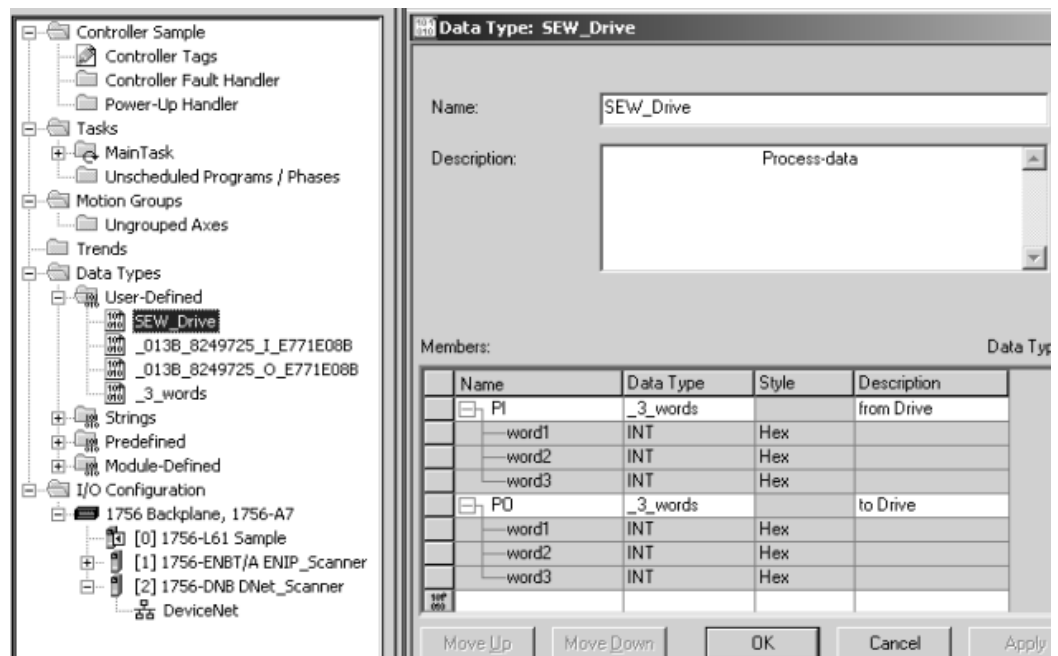 Controller Sample
Controller Tags
Controller Fault Handler
Power-Up Handler
Tasks
MainTask
Unscheduled Programs / Phases
Motion Groups
Ungrouped Axes
Trends
Data Types
User-Defined
SEW_Drive
_013B_8249725_I_E771E08B
_013B_8249725_O_E771E08B
_3_words
Strings
Predefined
Module-Defined
I/O Configuration
1756 Backplane, 1756-A7
[0] 1756-L61 Sample
[1] 1756-ENBT/A ENIP_Scanner
[2] 1756-DNB DNet_Scanner
DeviceNet
Data Type: SEW_Drive
Name: SEW_Drive
Description: Process-data
Members: Data Typ
Name Data Type Style Description
PI _3_words from Drive
word1 INT Hex
word2 INT Hex
word3 INT Hex
PO _3_words to Drive
word1 INT Hex
word2 INT Hex
word3 INT Hex
Move Up Move Down OK Cancel Apply